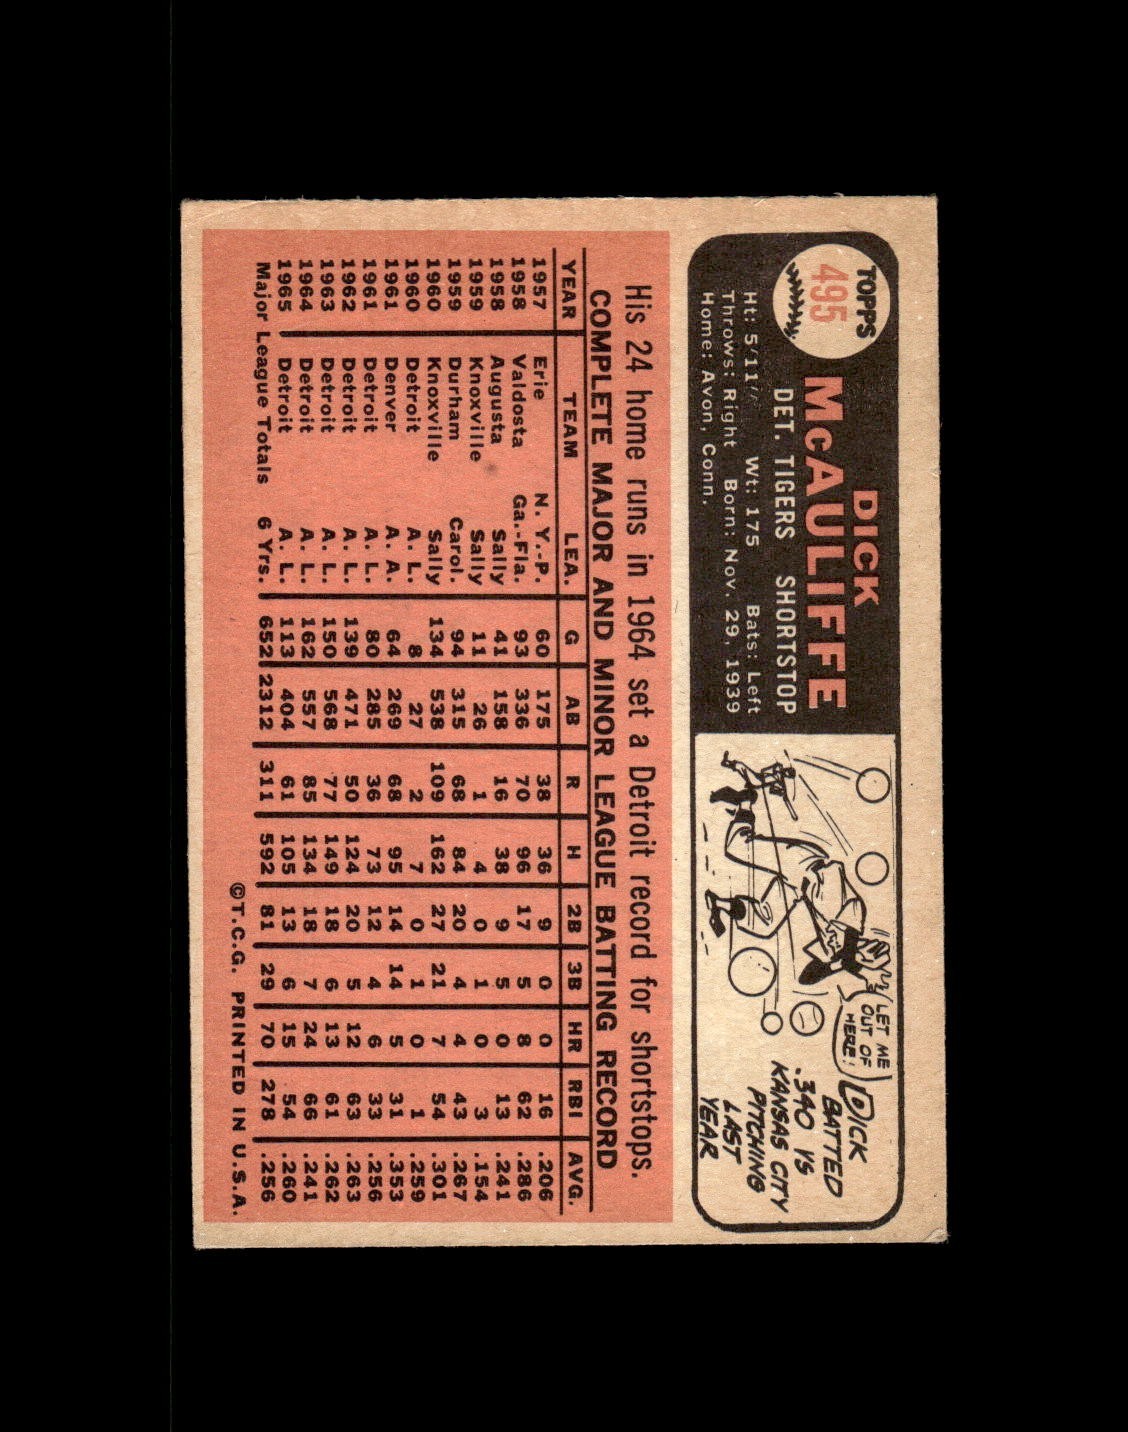 TOPPS
495
DICK
McAULIFFE
DET. TIGERS SHORTSTOP
Ht: 5'11" Wt: 175 Bats: Left
Throws: Right Born: Nov. 29, 1939
Home: Avon, Conn.
LET ME
OUT OF
HERE!
DICK
BATTED
.340 VS
KANSAS CITY
PITCHING
LAST
YEAR
His 24 home runs in 1964 set a Detroit record for shortstops.
COMPLETE MAJOR AND MINOR LEAGUE BATTING RECORD
YEAR TEAM LEA. G AB R H 2B 3B HR RBI AVG.
1957 Erie N. Y.-P. 60 175 38 36 9 0 0 16 .206
1958 Valdosta Ga.-Fla. 93 336 70 96 17 5 8 62 .286
1958 Augusta Sally 41 158 16 38 9 5 0 13 .241
1959 Knoxville Sally 11 26 1 4 0 1 0 3 .154
1959 Durham Carol. 94 315 68 84 20 4 4 43 .267
1960 Knoxville Sally 134 538 109 162 27 21 7 54 .301
1960 Detroit A. L. 8 27 2 7 0 1 0 1 .259
1961 Denver A. A. 64 269 68 95 14 14 5 31 .353
1961 Detroit A. L. 80 285 36 73 12 4 6 33 .256
1962 Detroit A. L. 139 471 50 124 20 5 12 63 .263
1963 Detroit A. L. 150 568 77 149 18 6 13 61 .262
1964 Detroit A. L. 162 557 85 134 18 7 24 66 .241
1965 Detroit A. L. 113 404 61 105 13 6 15 54 .260
Major League Totals 6 Yrs. 652 2312 311 592 81 29 70 278 .256
©T.C.G. PRINTED IN U.S.A.